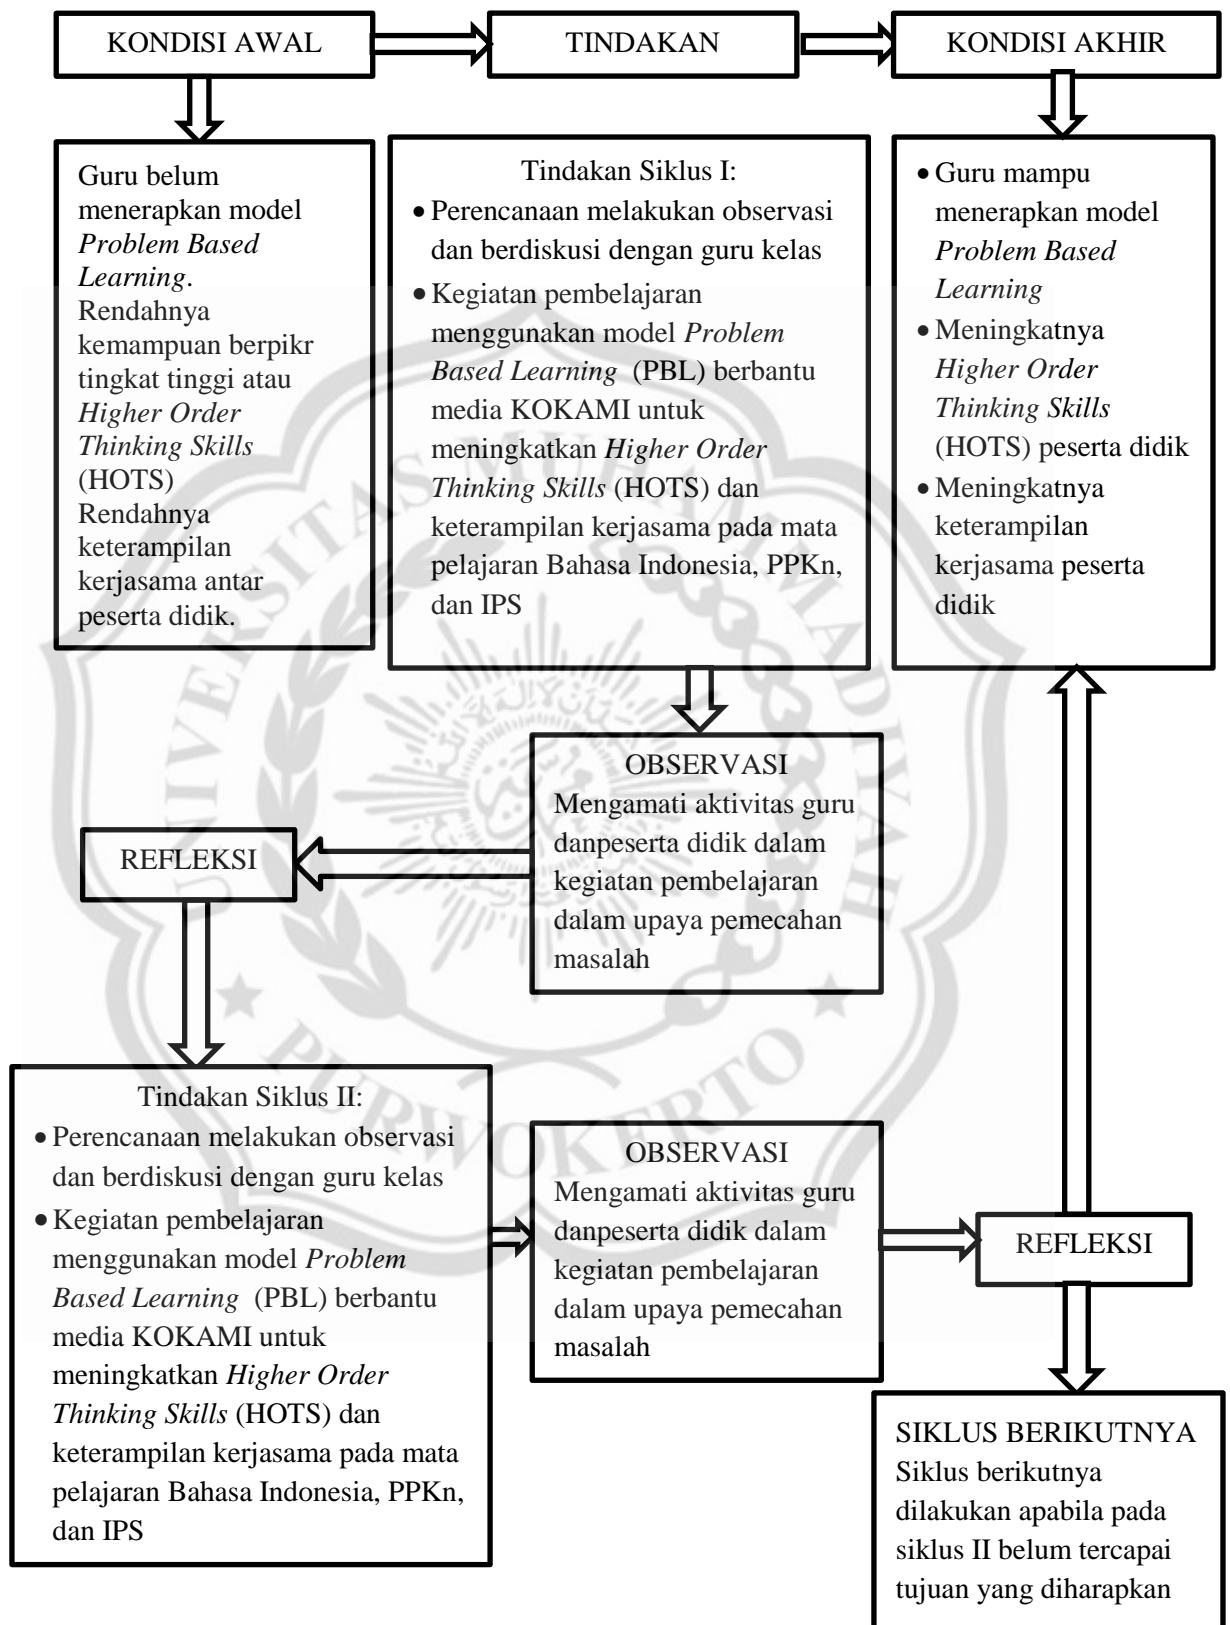 KONDISI AWAL
TINDAKAN
KONDISI AKHIR
Guru belum
menerapkan model
Problem Based
Learning.
Rendahnya
kemampuan berpikr
tingkat tinggi atau
Higher Order
Thinking Skills
(HOTS)
Rendahnya
keterampilan
kerjasama antar
peserta didik.
Tindakan Siklus I:
• Perencanaan melakukan observasi
dan berdiskusi dengan guru kelas
• Kegiatan pembelajaran
menggunakan model Problem
Based Learning (PBL) berbantu
media KOKAMI untuk
meningkatkan Higher Order
Thinking Skills (HOTS) dan
keterampilan kerjasama pada mata
pelajaran Bahasa Indonesia, PPKn,
dan IPS
• Guru mampu
menerapkan model
Problem Based
Learning
• Meningkatnya
Higher Order
Thinking Skills
(HOTS) peserta didik
• Meningkatnya
keterampilan
kerjasama peserta
didik
OBSERVASI
Mengamati aktivitas guru
danpeserta didik dalam
kegiatan pembelajaran
dalam upaya pemecahan
masalah
REFLEKSI
Tindakan Siklus II:
• Perencanaan melakukan observasi
dan berdiskusi dengan guru kelas
• Kegiatan pembelajaran
menggunakan model Problem
Based Learning (PBL) berbantu
media KOKAMI untuk
meningkatkan Higher Order
Thinking Skills (HOTS) dan
keterampilan kerjasama pada mata
pelajaran Bahasa Indonesia, PPKn,
dan IPS
OBSERVASI
Mengamati aktivitas guru
danpeserta didik dalam
kegiatan pembelajaran
dalam upaya pemecahan
masalah
REFLEKSI
SIKLUS BERIKUTNYA
Siklus berikutnya
dilakukan apabila pada
siklus II belum tercapai
tujuan yang diharapkan
UNIVERSITAS MUHAMMADIYAH
PURWOKERTO